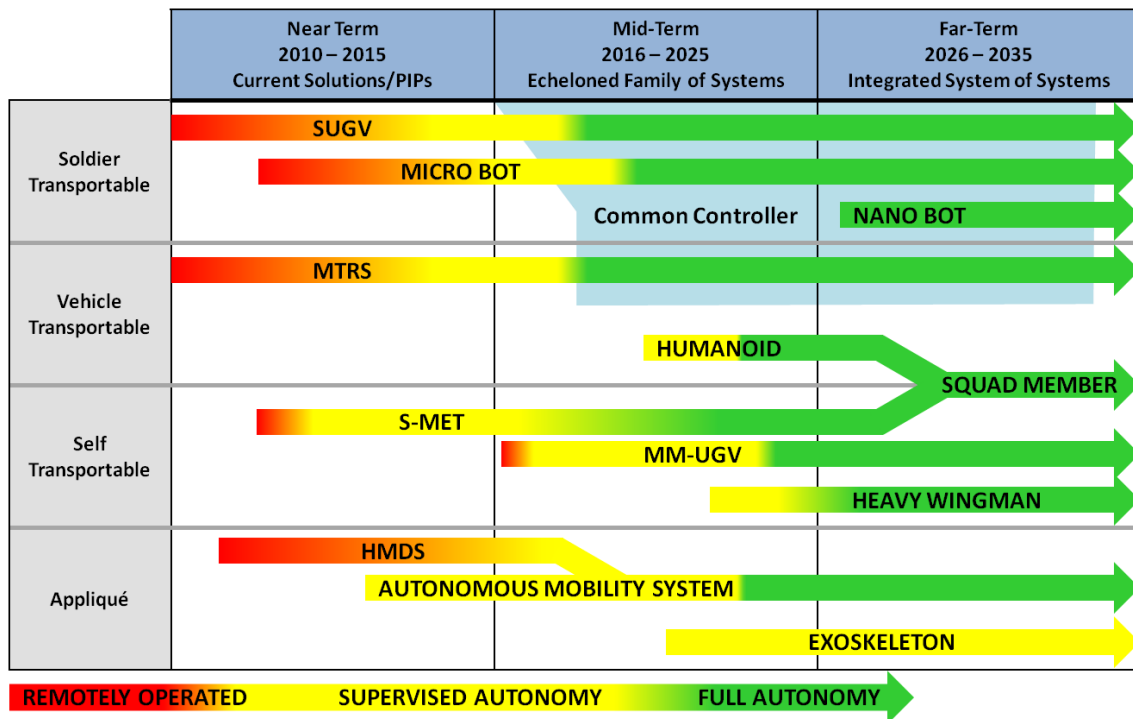 Near Term
2010 – 2015
Current Solutions/PIPs
Mid-Term
2016 – 2025
Echeloned Family of Systems
Far-Term
2026 – 2035
Integrated System of Systems
Soldier
Transportable
SUGV
MICRO BOT
Common Controller
NANO BOT
Vehicle
Transportable
MTRS
HUMANOID
SQUAD MEMBER
Self
Transportable
S-MET
MM-UGV
HEAVY WINGMAN
Appliqué
HMDS
AUTONOMOUS MOBILITY SYSTEM
EXOSKELETON
REMOTELY OPERATED
SUPERVISED AUTONOMY
FULL AUTONOMY